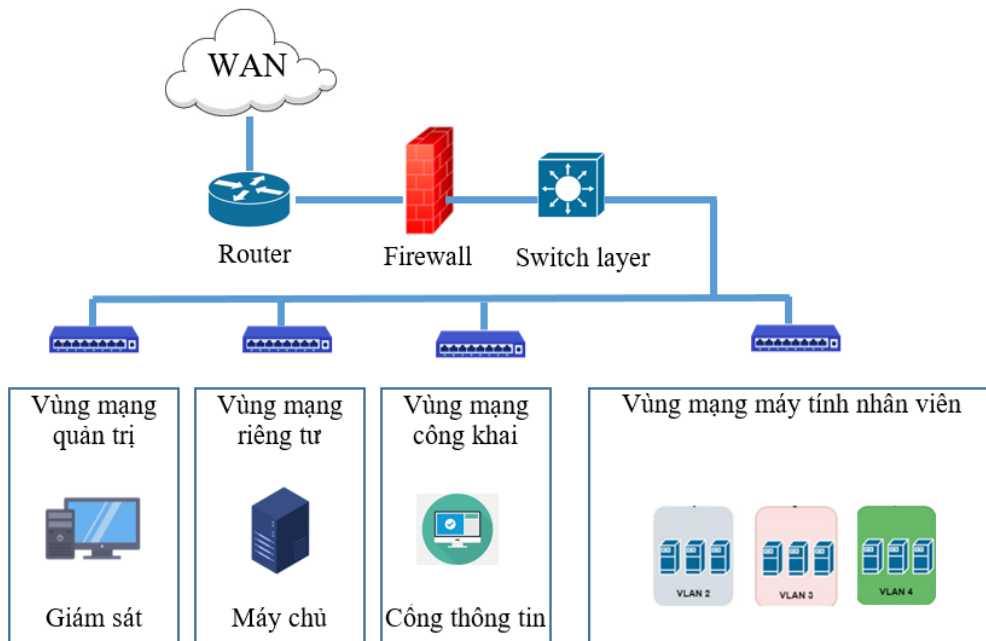 WAN
Router
Firewall
Switch layer
Vùng mạng
quản trị
Giám sát
Vùng mạng
riêng tư
Máy chủ
Vùng mạng
công khai
Cổng thông tin
Vùng mạng máy tính nhân viên
VLAN 2
VLAN 3
VLAN 4